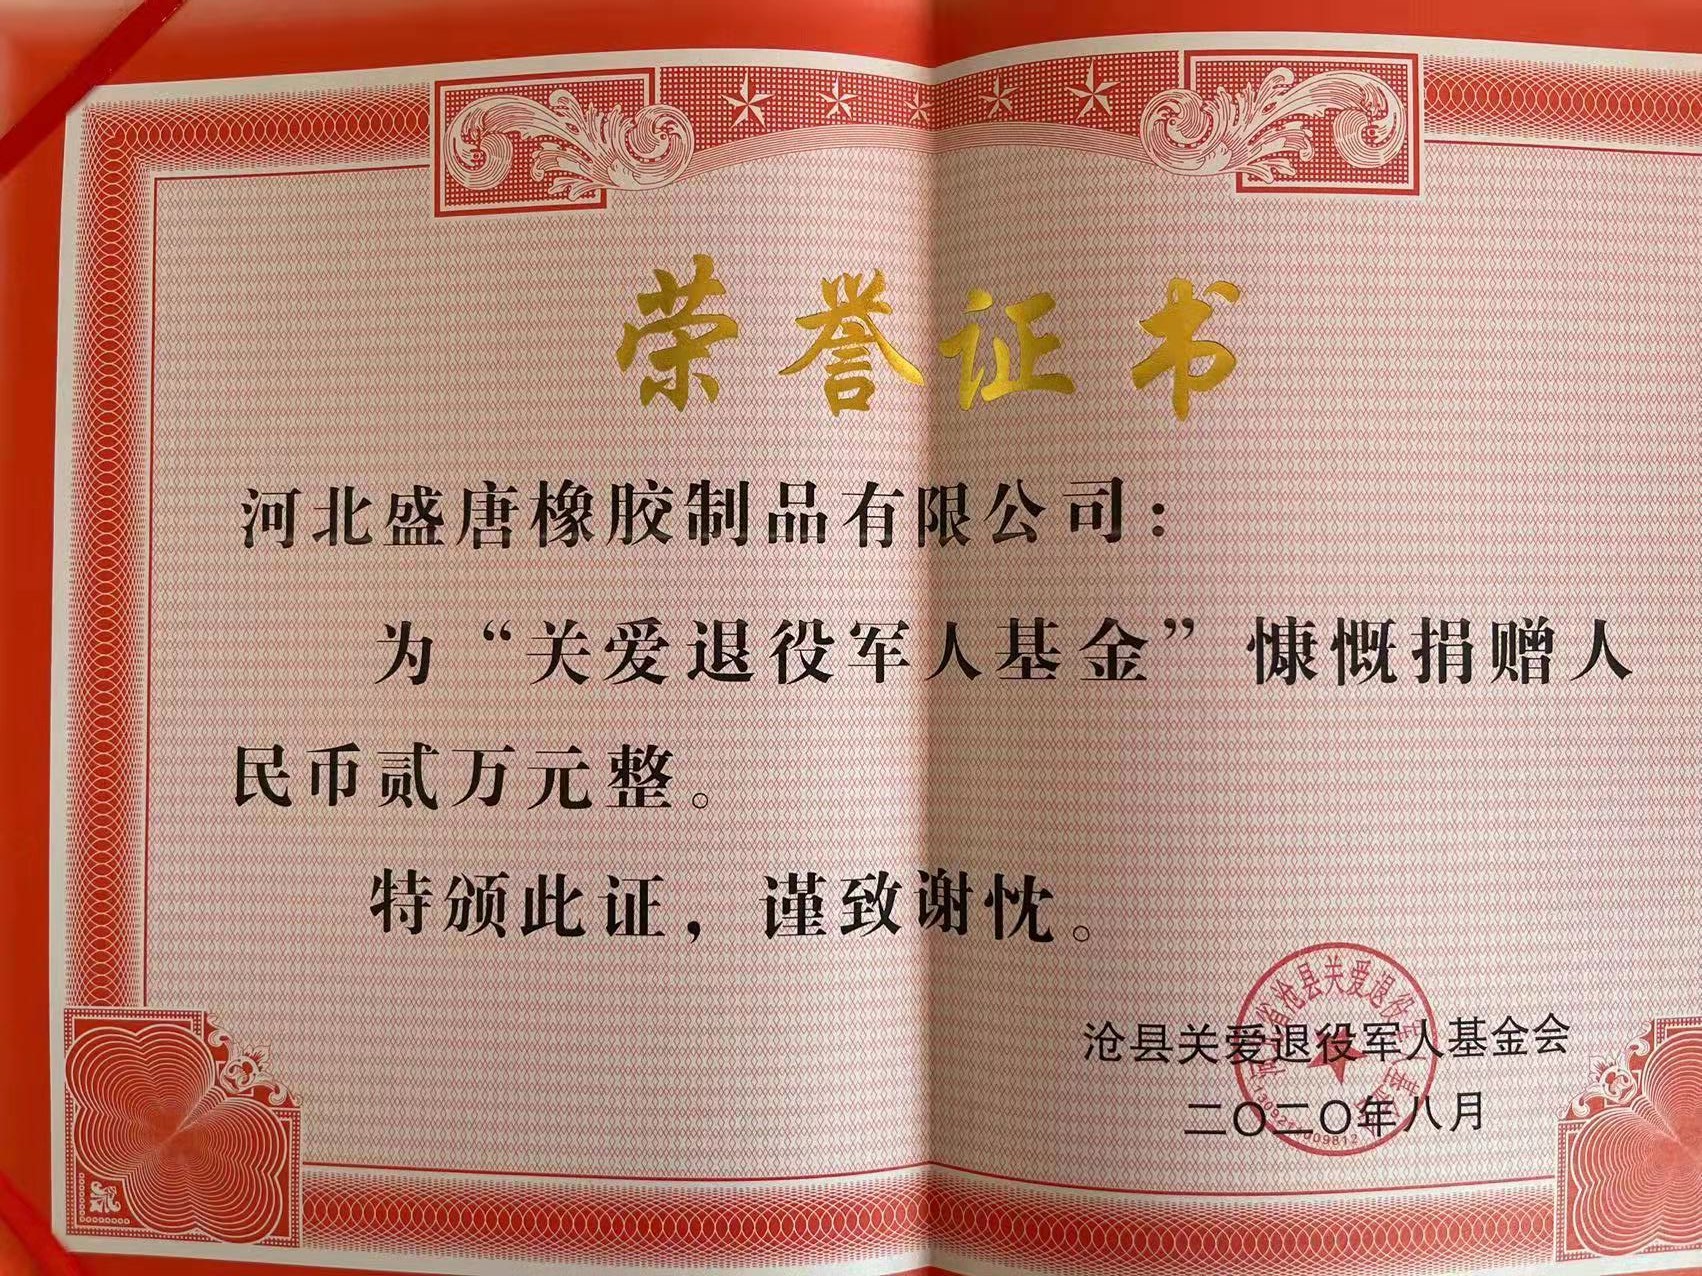 荣誉证书
河北盛唐橡胶制品有限公司：
为“关爱退役军人基金”慷慨捐赠人
民币贰万元整。
特颁此证，谨致谢忱。
沧县关爱退役军人基金会
二〇二〇年八月